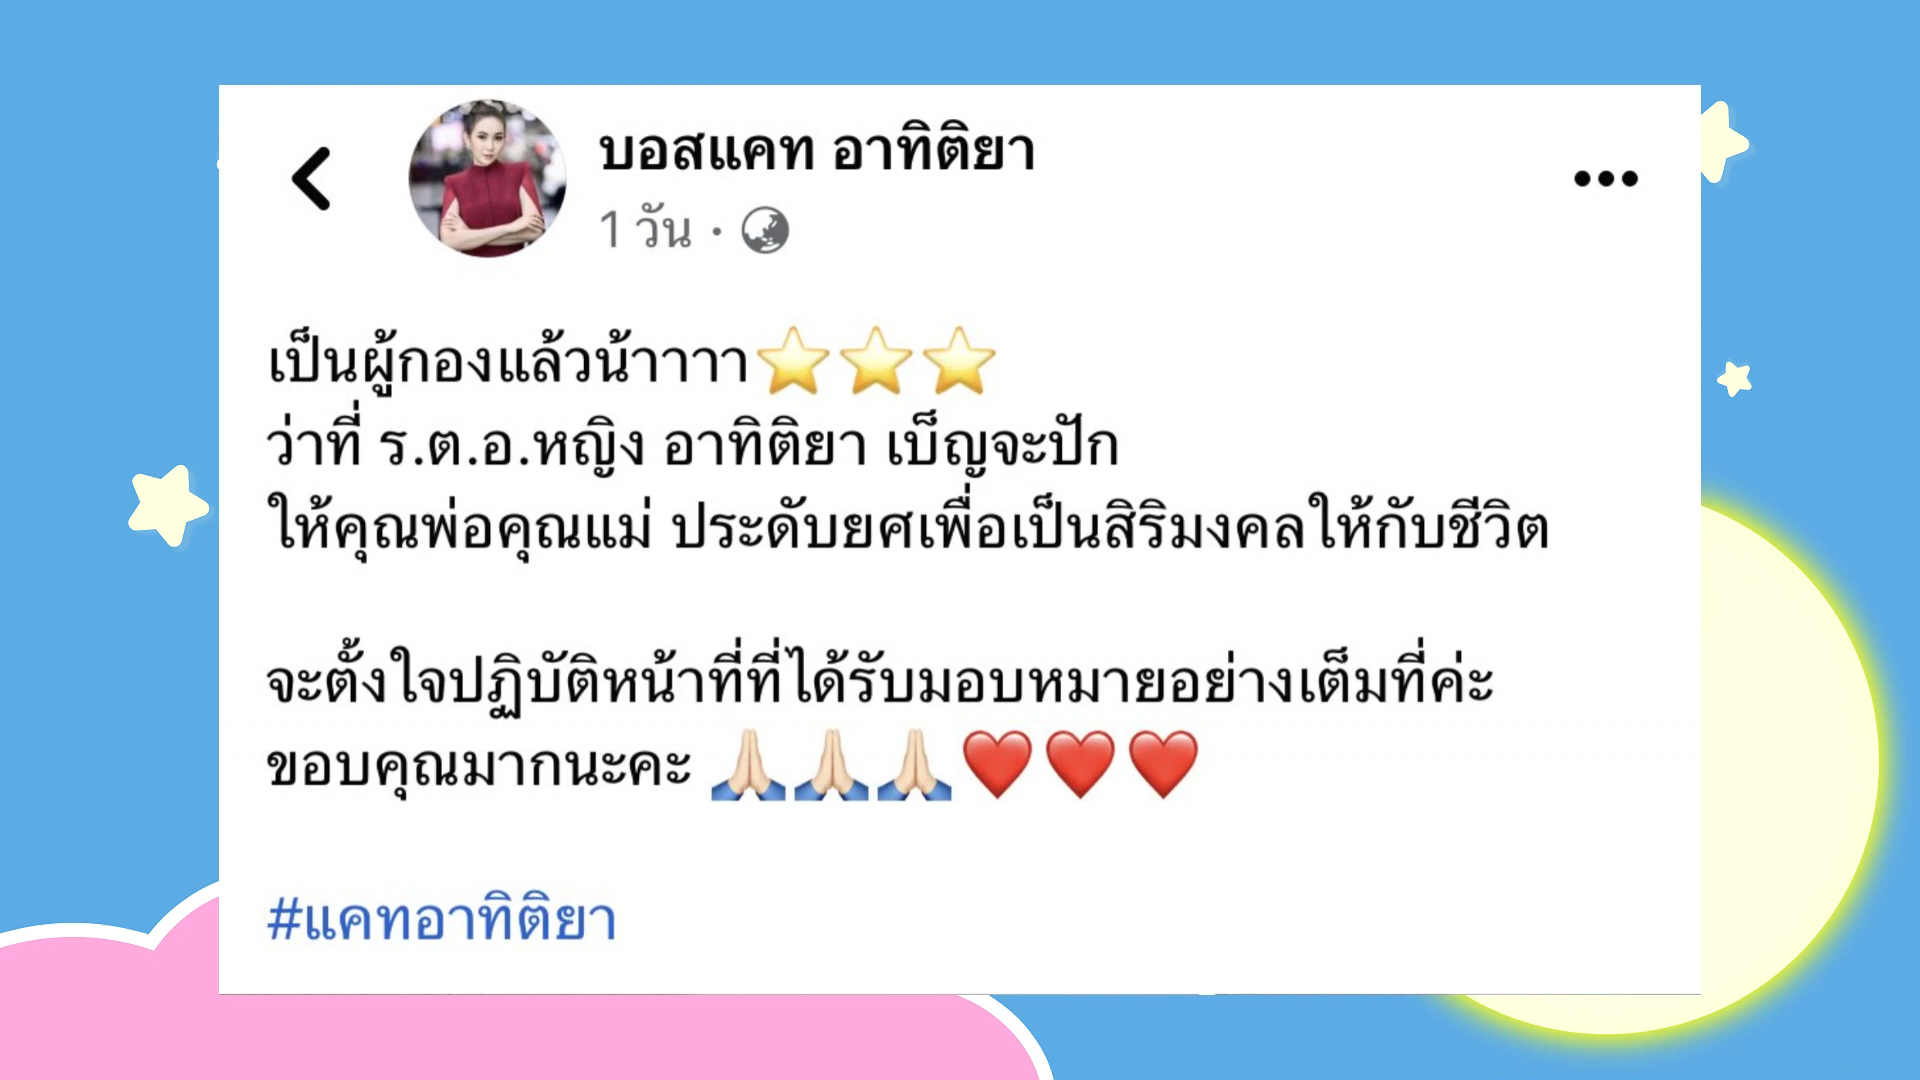 บอสแคท อาทิติยา
1 วัน ·
เป็นผู้กองแล้วน้าาาา⭐⭐⭐
ว่าที่ ร.ต.อ.หญิง อาทิติยา เบ็ญจะปัก
ให้คุณพ่อคุณแม่ ประดับยศเพื่อเป็นสิริมงคลให้กับชีวิต
จะตั้งใจปฏิบัติหน้าที่ที่ได้รับมอบหมายอย่างเต็มที่ค่ะ
ขอบคุณมากนะคะ 🙏🏻🙏🏻🙏🏻❤️❤️❤️
#แคทอาทิติยา